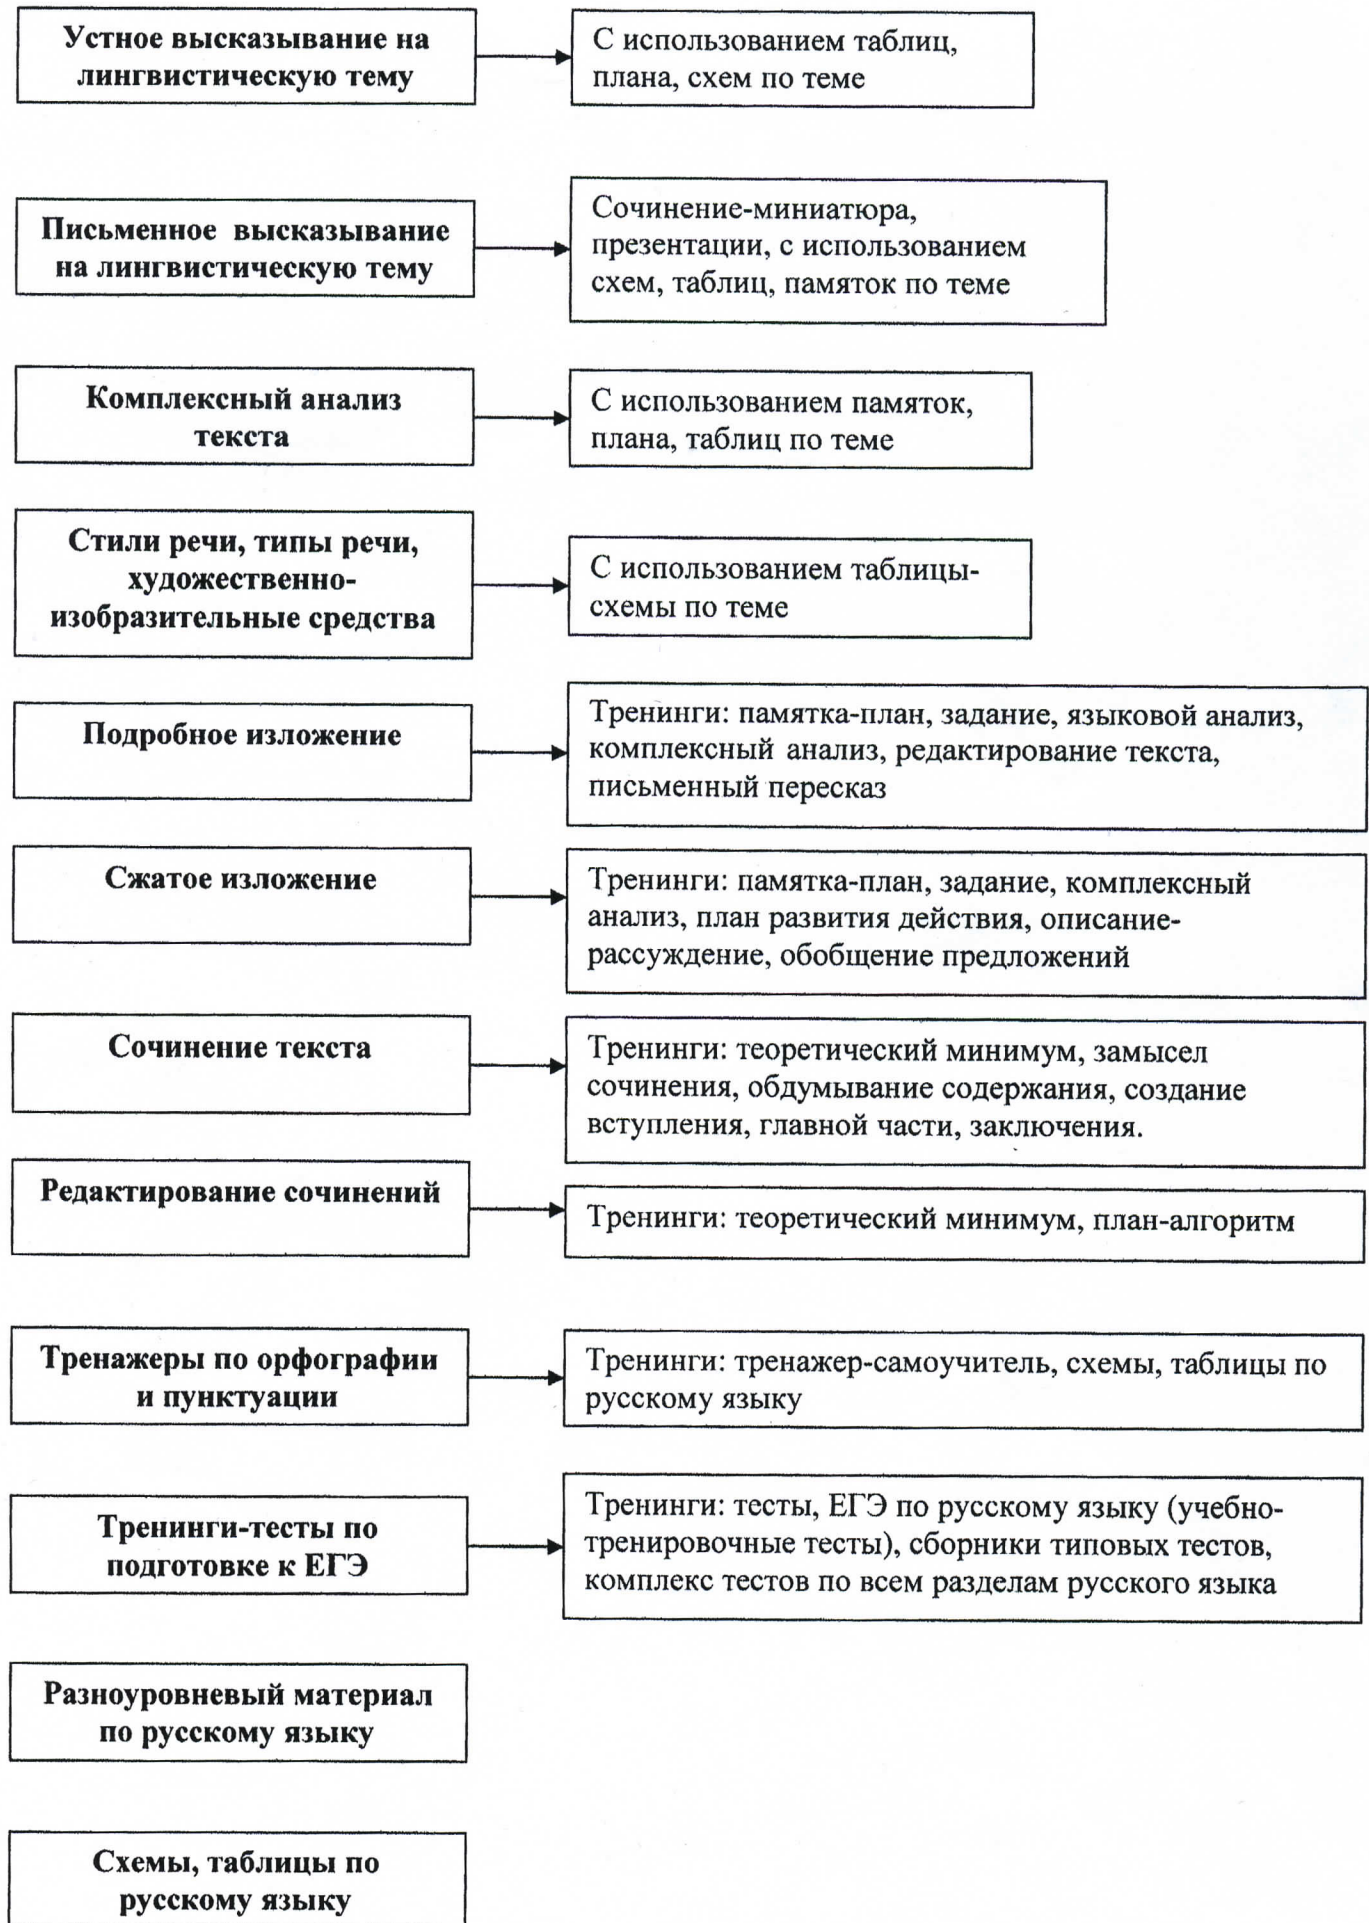 Устное высказывание на
лингвистическую тему
С использованием таблиц,
плана, схем по теме
Письменное высказывание
на лингвистическую тему
Сочинение-миниатюра,
презентации, с использованием
схем, таблиц, памяток по теме
Комплексный анализ
текста
С использованием памяток,
плана, таблиц по теме
Стили речи, типы речи,
художественно-
изобразительные средства
С использованием таблицы-
схемы по теме
Подробное изложение
Тренинги: памятка-план, задание, языковой анализ,
комплексный анализ, редактирование текста,
письменный пересказ
Сжатое изложение
Тренинги: памятка-план, задание, комплексный
анализ, план развития действия, описание-
рассуждение, обобщение предложений
Сочинение текста
Тренинги: теоретический минимум, замысел
сочинения, обдумывание содержания, создание
вступления, главной части, заключения.
Редактирование сочинений
Тренинги: теоретический минимум, план-алгоритм
Тренажеры по орфографии
и пунктуации
Тренинги: тренажер-самоучитель, схемы, таблицы по
русскому языку
Тренинги-тесты по
подготовке к ЕГЭ
Тренинги: тесты, ЕГЭ по русскому языку (учебно-
тренировочные тесты), сборники типовых тестов,
комплекс тестов по всем разделам русского языка
Разноуровневый материал
по русскому языку
Схемы, таблицы по
русскому языку